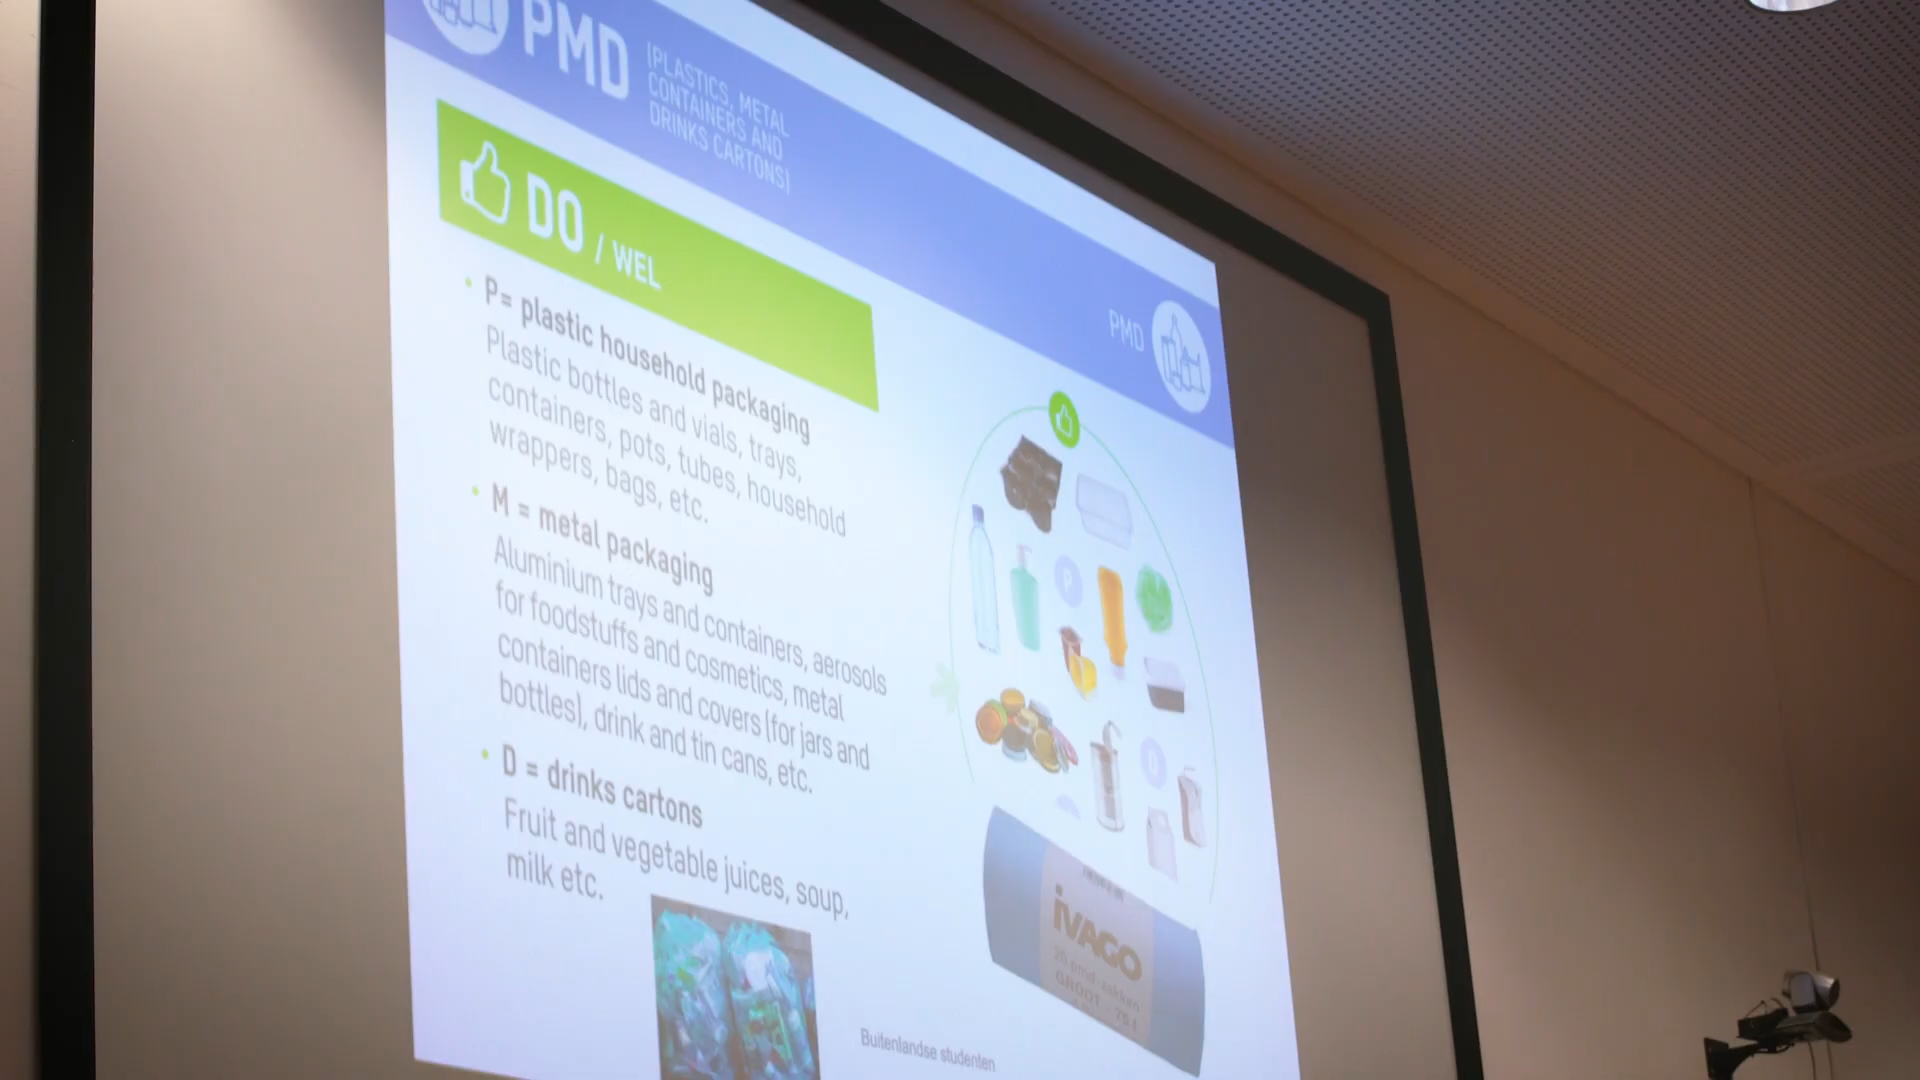 PMD
(PLASTICS, METAL
CONTAINERS AND
DRINKS CARTONS)
DO / WEL
PMD
• P= plastic household packaging
Plastic bottles and vials, trays,
containers, pots, tubes, household
wrappers, bags, etc.
• M = metal packaging
Aluminium trays and containers, aerosols
for foodstuffs and cosmetics, metal
containers lids and covers (for jars and
bottles), drink and tin cans, etc.
• D = drinks cartons
Fruit and vegetable juices, soup,
milk etc.
P
D
iVAGO
20 pmd-zakken
GROOT
Buitenlandse studenten